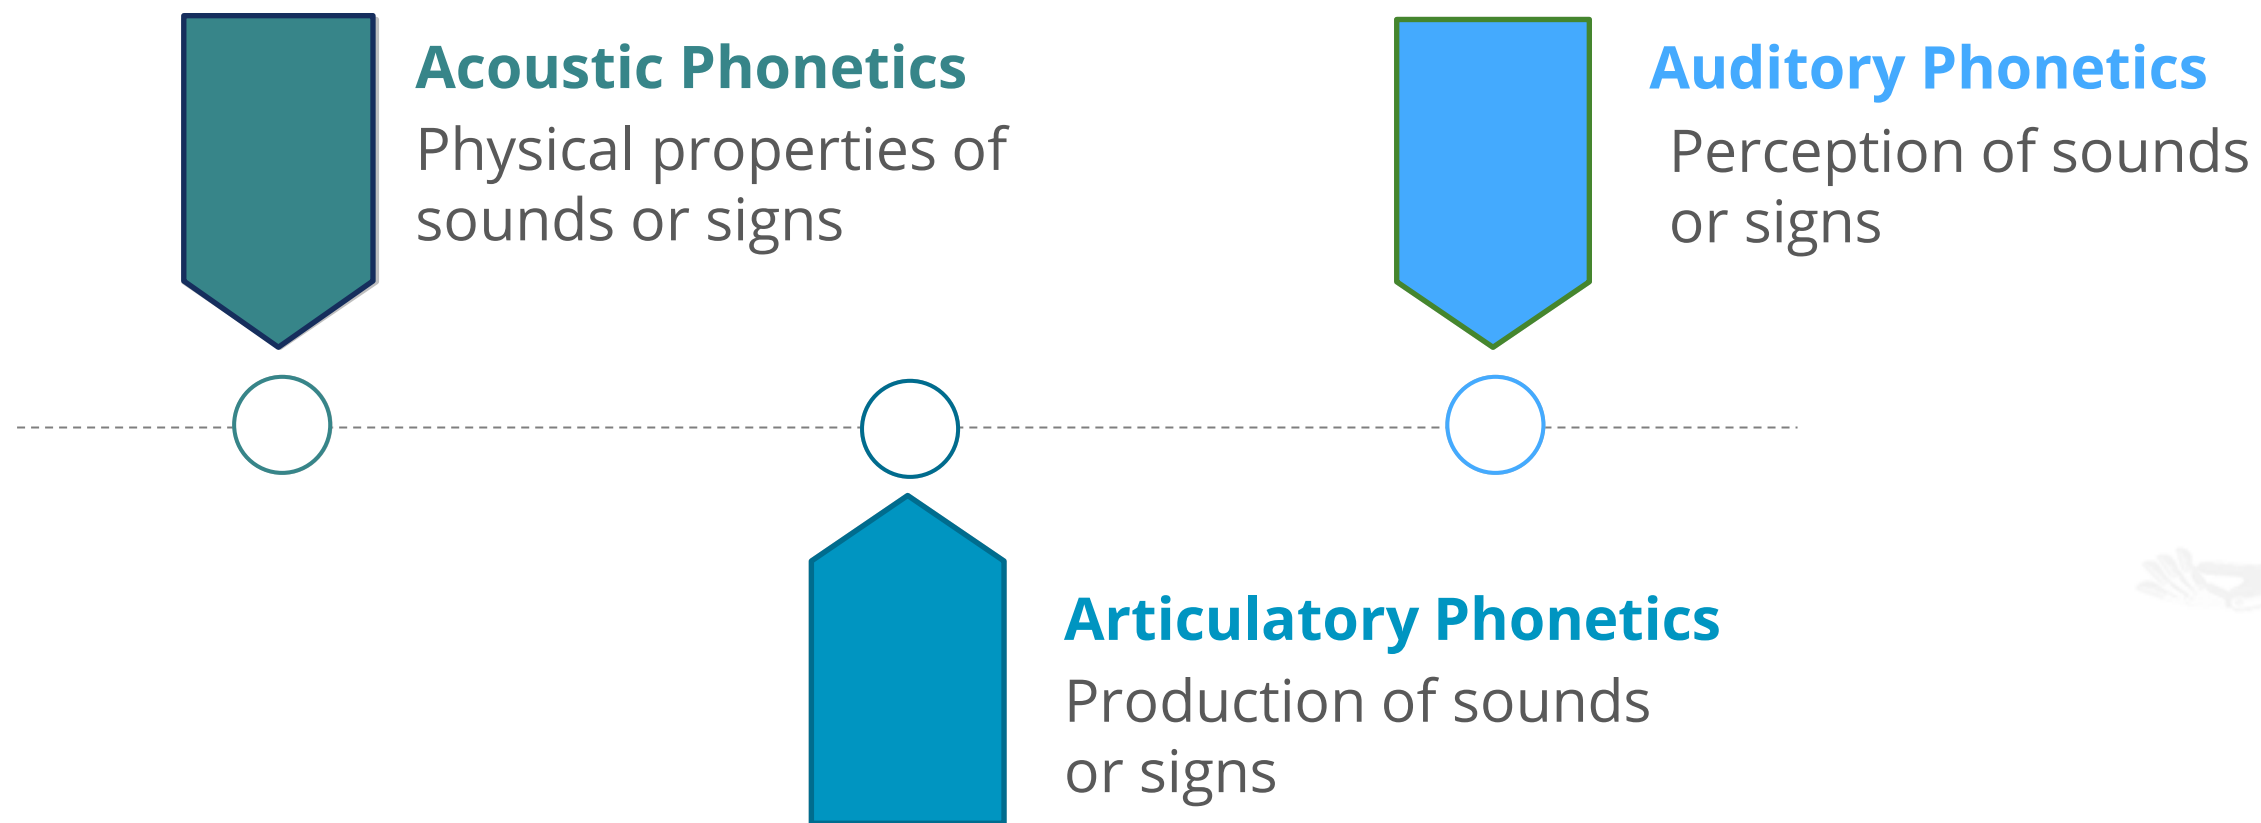 Acoustic Phonetics
Physical properties of
sounds or signs
Auditory Phonetics
Perception of sounds
or signs
Articulatory Phonetics
Production of sounds
or signs